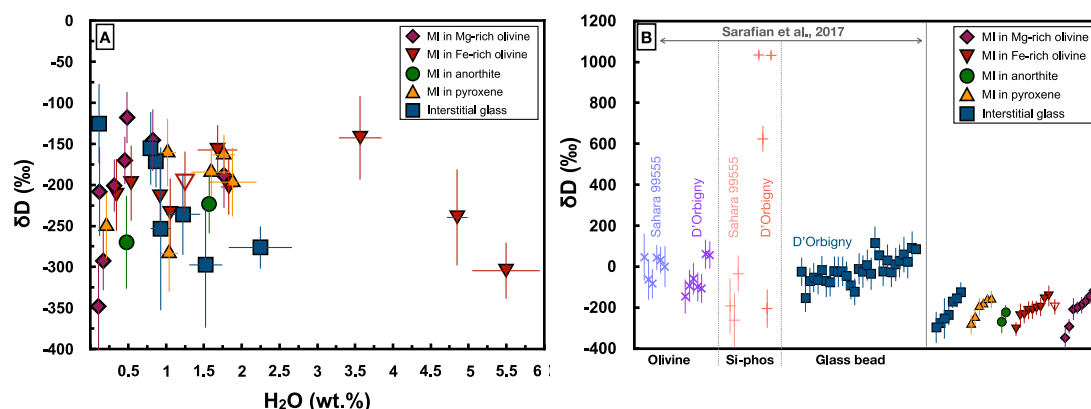 A
MI in Mg-rich olivine
MI in Fe-rich olivine
MI in anorthite
MI in pyroxene
Interstitial glass
-0
-50
-100
-150
-200
-250
-300
-350
-400
δD (‰)
0.5 1 1.5 2 2.5 3 3.5 4 4.5 5 5.5 6
H₂O (wt.%)
B
Sarafian et al., 2017
MI in Mg-rich olivine
MI in Fe-rich olivine
MI in anorthite
MI in pyroxene
Interstitial glass
1200
1000
800
600
400
200
0
-200
-400
δD (‰)
Sahara 99555
D'Orbigny
Sahara 99555
D'Orbigny
D'Orbigny
Olivine Si-phos Glass bead